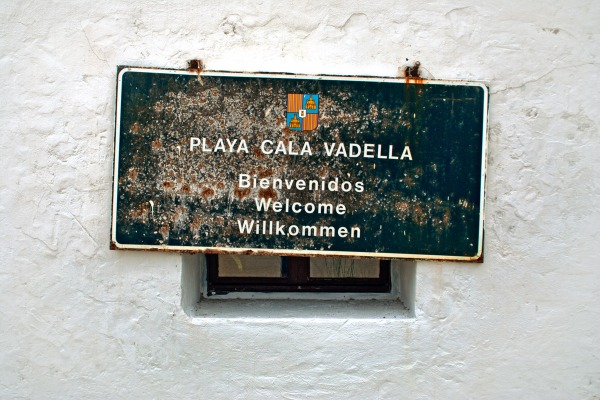 PLAYA CALA VADELLA
Bienvenidos
Welcome
Willkommen